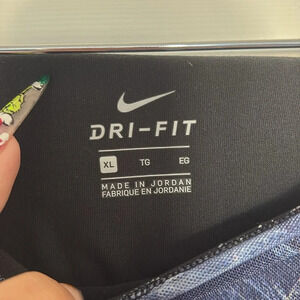 DRI-FIT
XL TG EG
MADE IN JORDAN
FABRIQUE EN JORDANIE